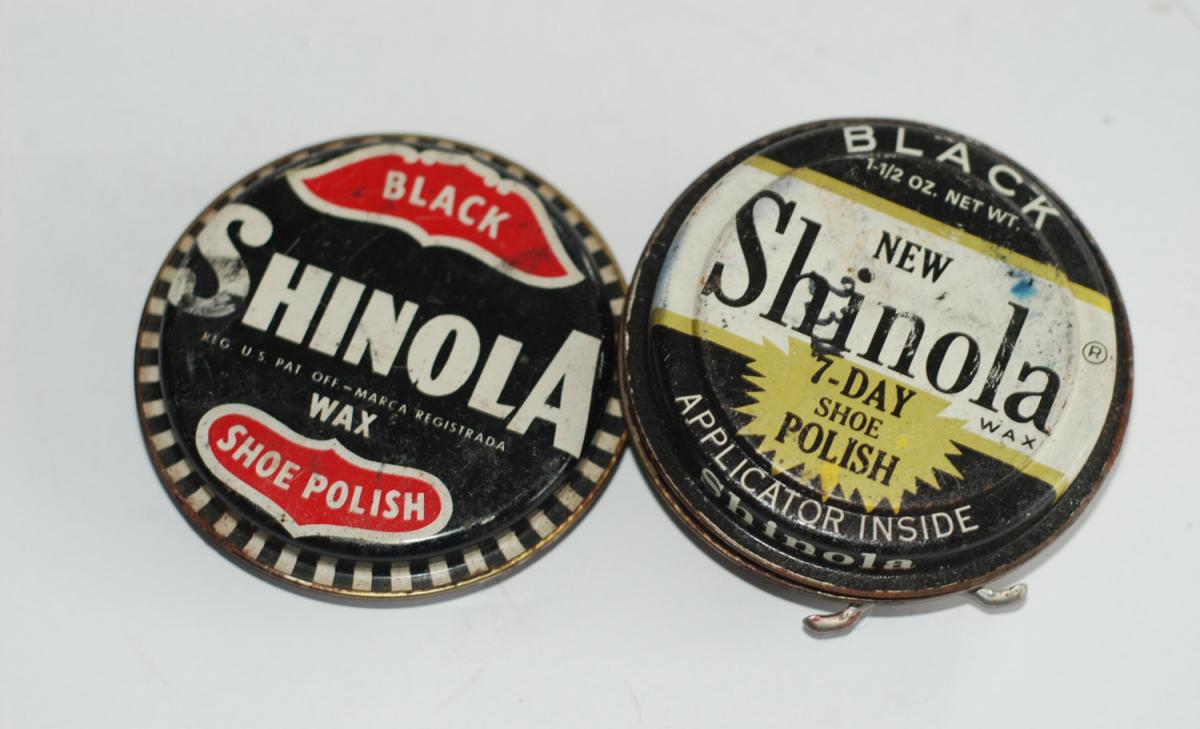 BLACK
SHINOLA
REG. U.S. PAT. OFF.—MARCA REGISTRADA
WAX
SHOE POLISH
BLACK
1-1/2 OZ. NET WT.
NEW
Shinola ®
WAX
7-DAY
SHOE
POLISH
APPLICATOR INSIDE
Shinola